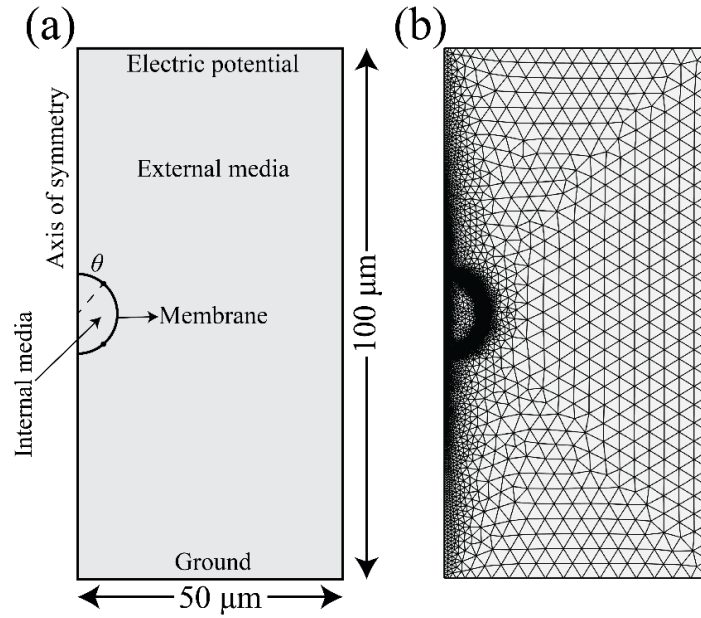 (a)
Electric potential
Axis of symmetry
External media
θ
Membrane
Internal media
100 μm
Ground
50 μm
(b)